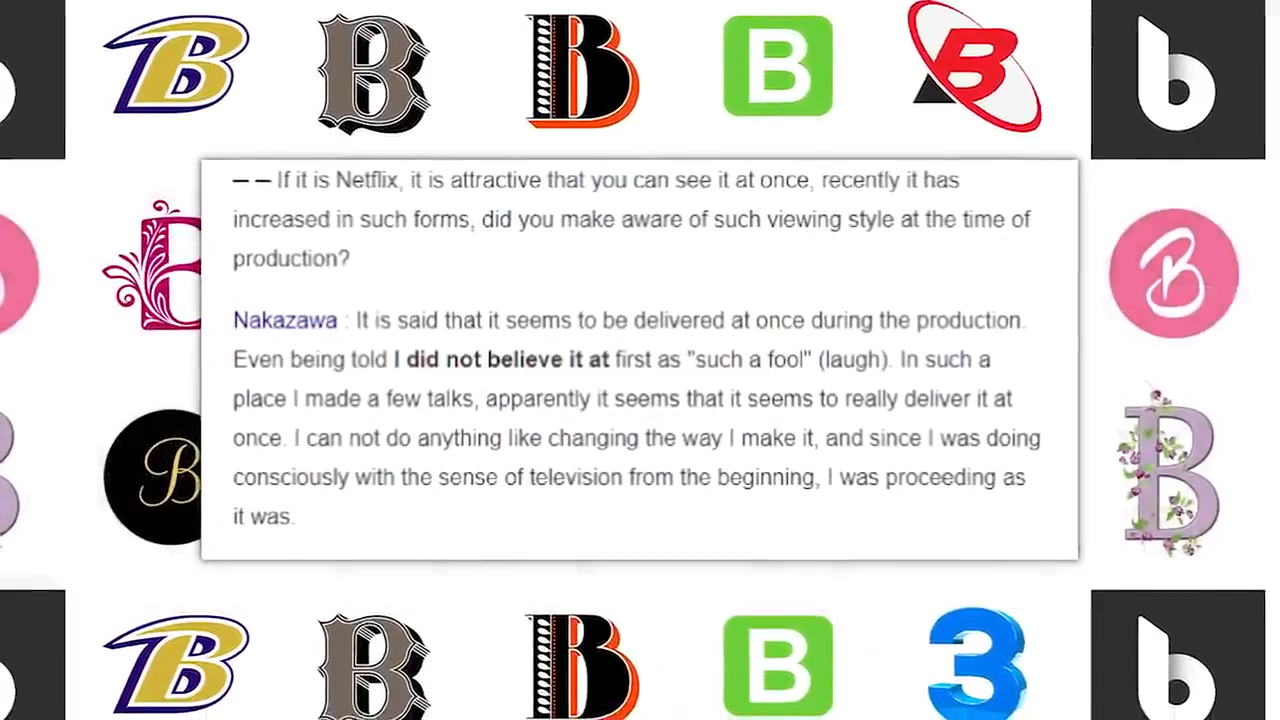 B B B B B b
— — If it is Netflix, it is attractive that you can see it at once, recently it has
increased in such forms, did you make aware of such viewing style at the time of
production?
B B
Nakazawa : It is said that it seems to be delivered at once during the production.
Even being told I did not believe it at first as "such a fool" (laugh). In such a
place I made a few talks, apparently it seems that it seems to really deliver it at
once. I can not do anything like changing the way I make it, and since I was doing
consciously with the sense of television from the beginning, I was proceeding as
it was.
B B
B B B B 3 b